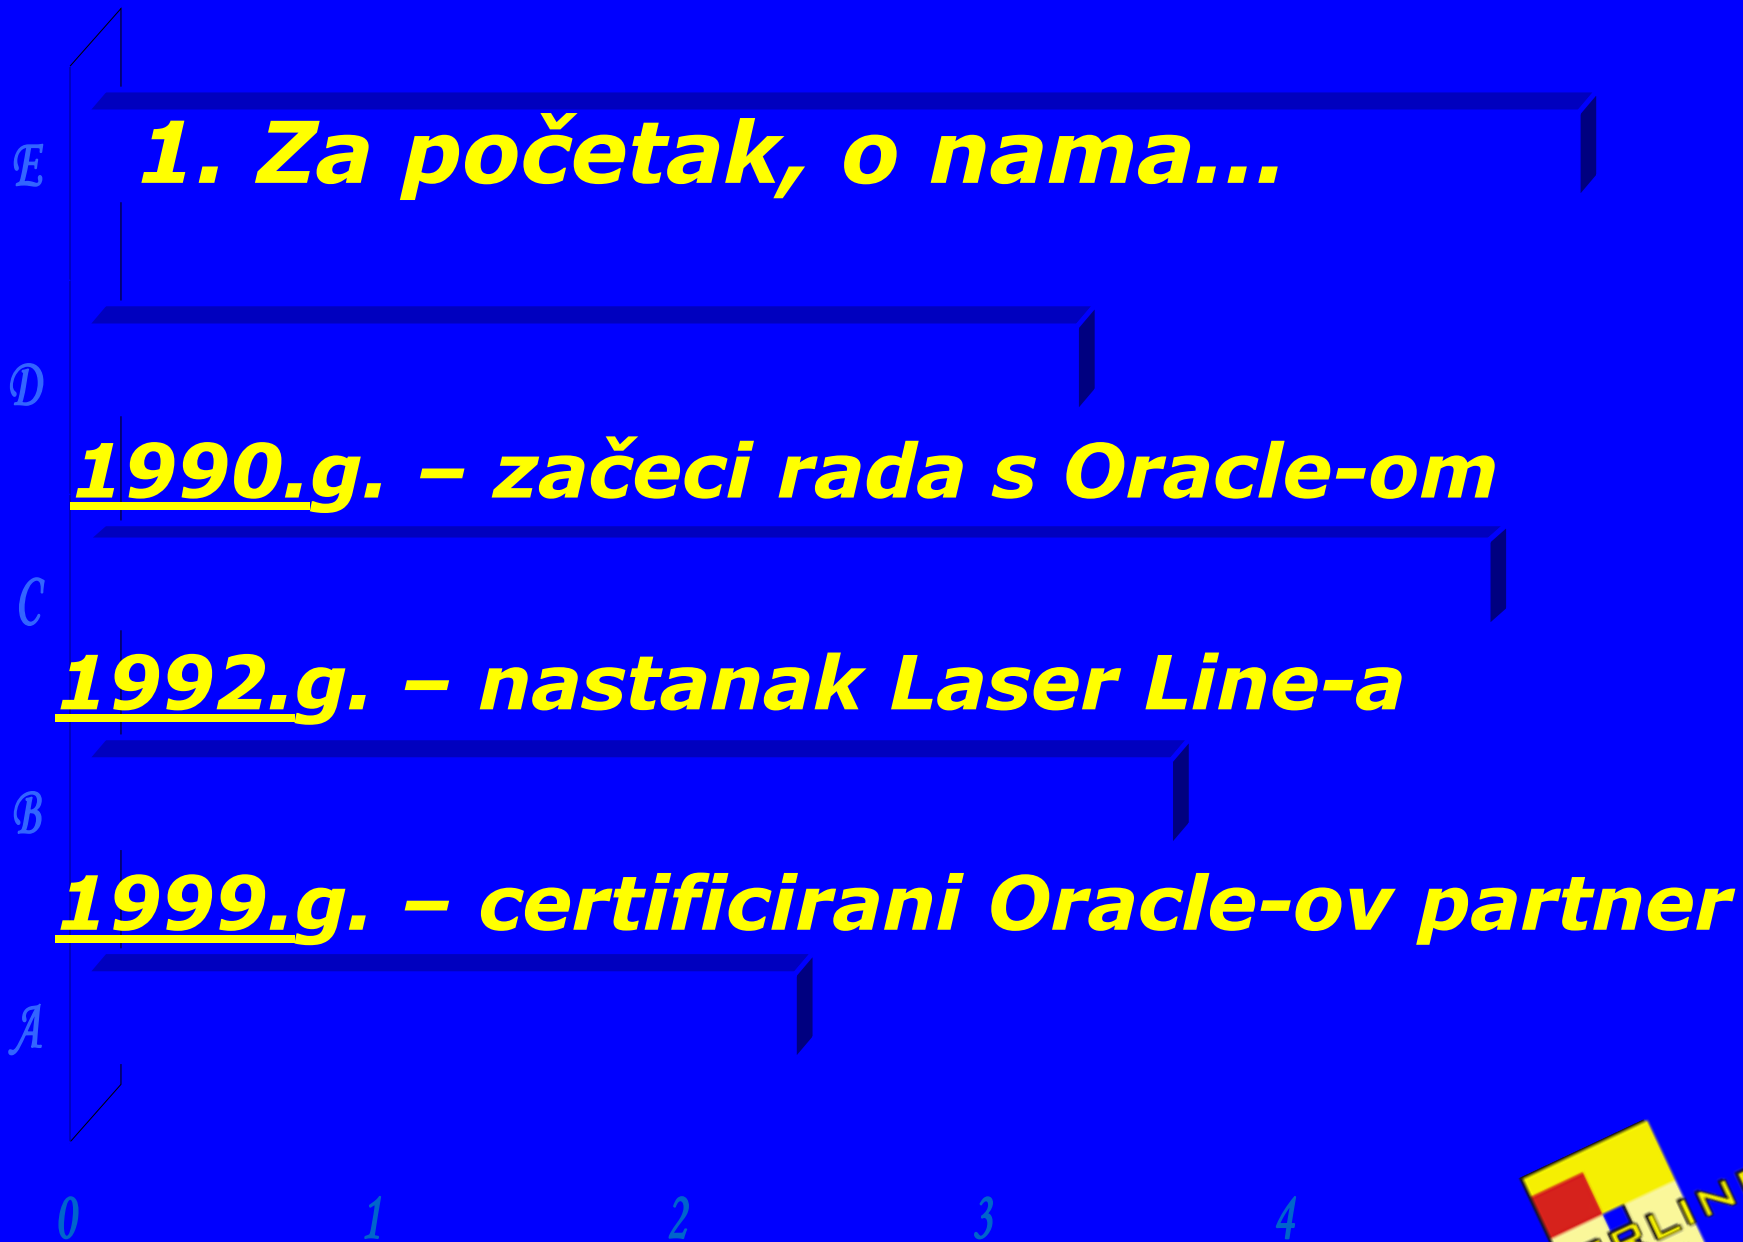 E
1. Za početak, o nama...
D
1990.g. – začeci rada s Oracle-om
C
1992.g. – nastanak Laser Line-a
B
1999.g. – certificirani Oracle-ov partner
A
0 1 2 3 4